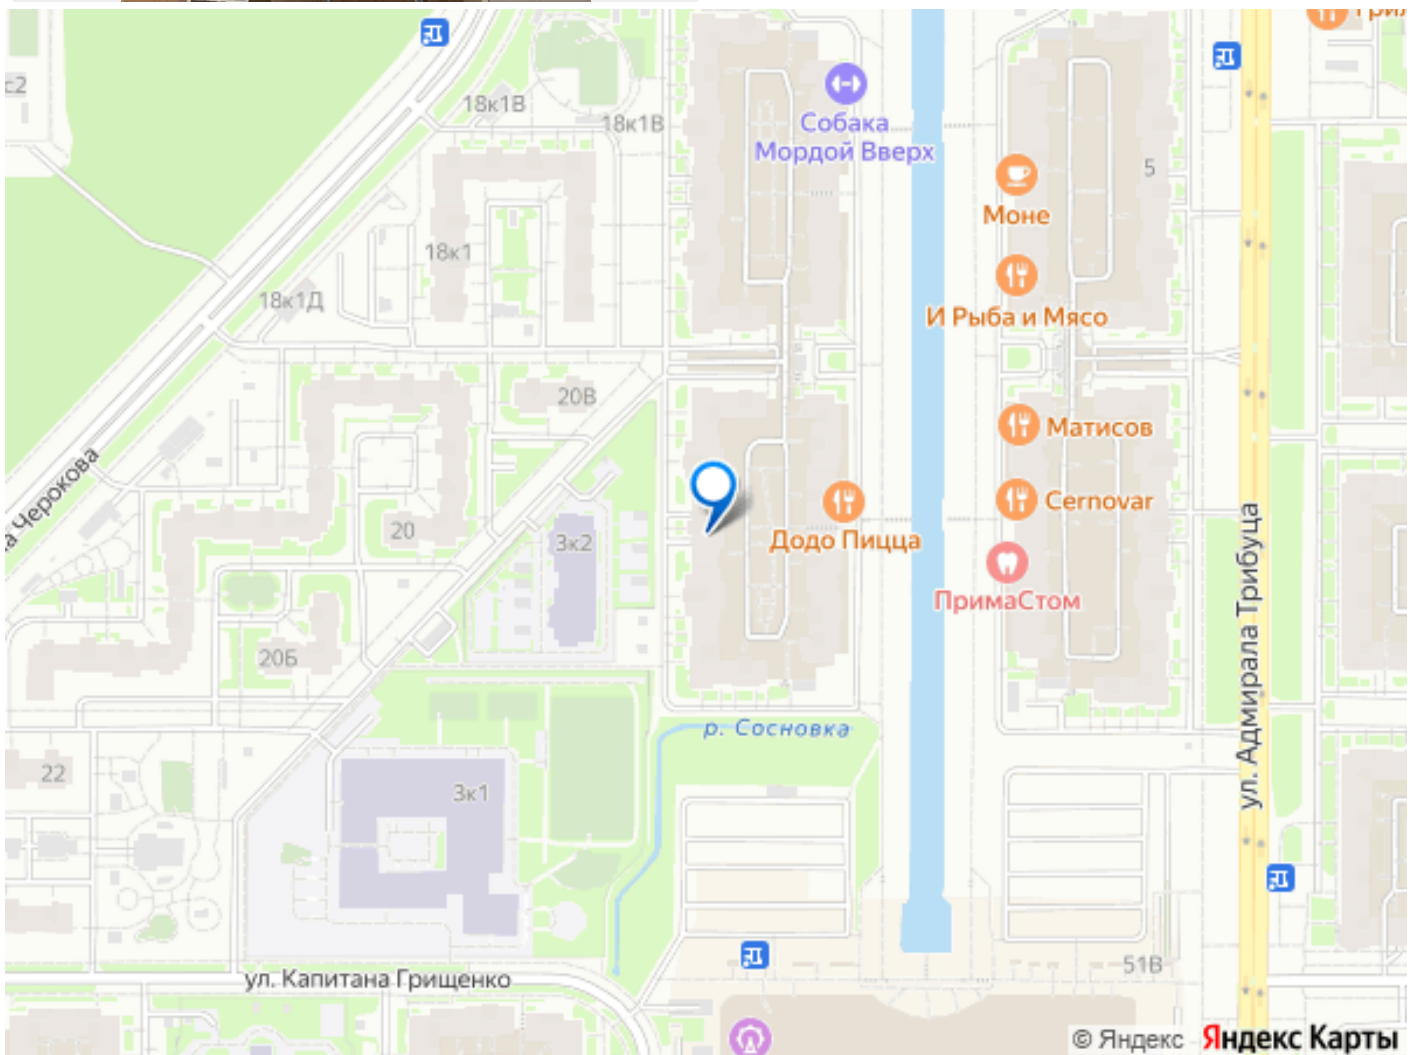 с2
18к1В
18к1В
Собака
Мордой Вверх
5
Моне
18к1
18к1Д
И Рыба и Мясо
20В
Матисов
Cernovar
а Черокова
20
3к2
Додо Пицца
ПримаСтом
ул. Адмирала Трибуца
20Б
р. Сосновка
22
3к1
51В
ул. Капитана Грищенко
© Яндекс Яндекс Карты